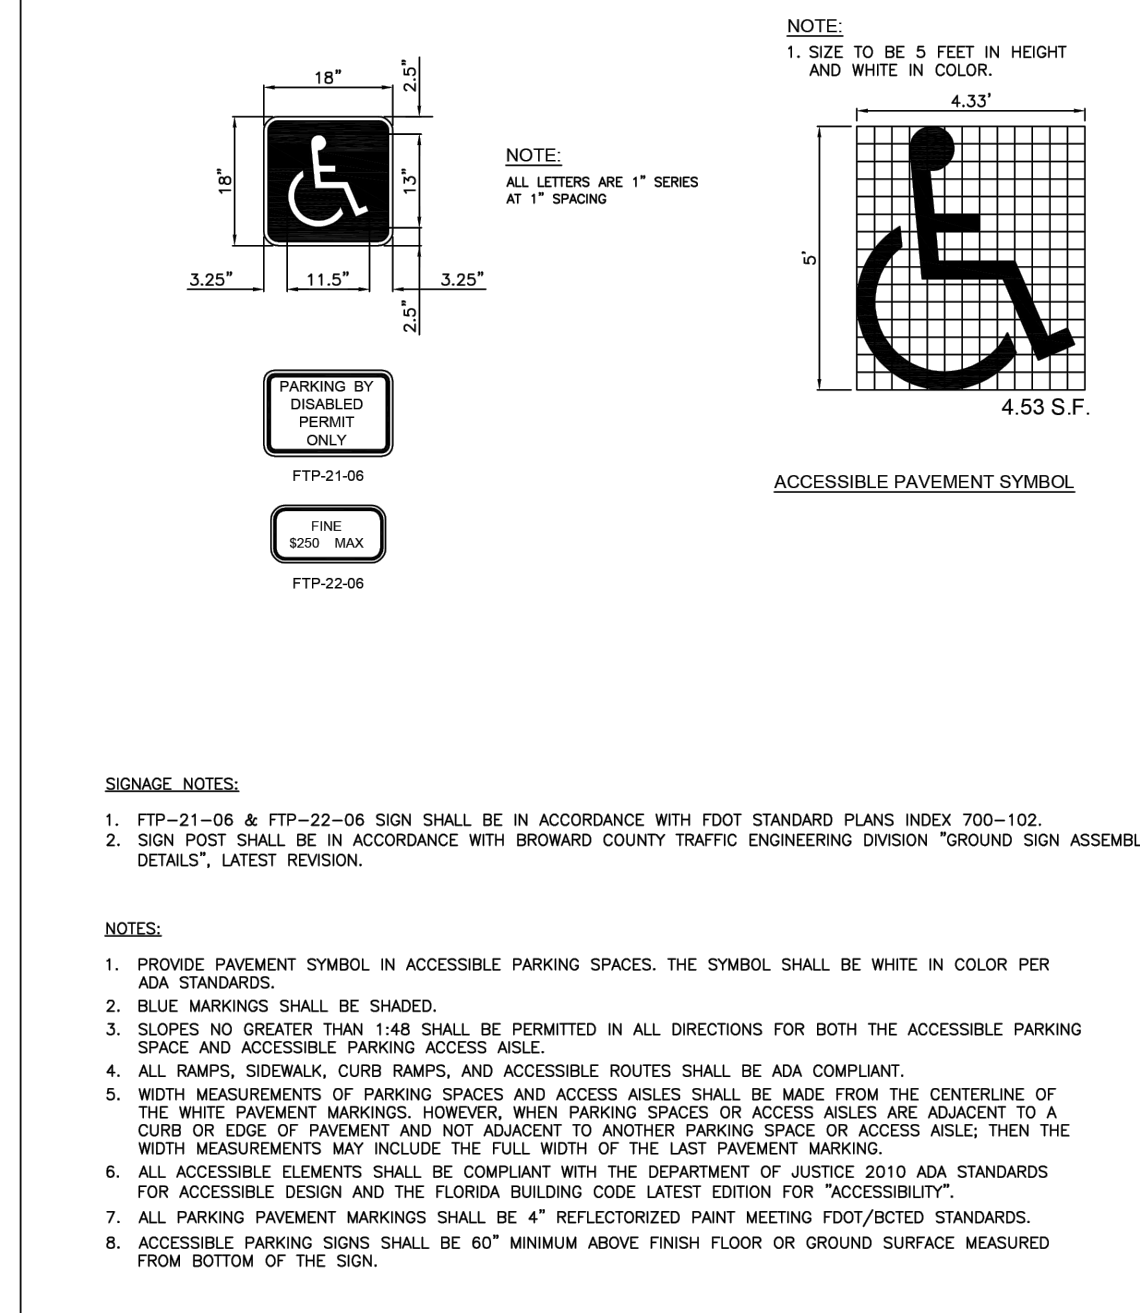 NOTE:
1. SIZE TO BE 5 FEET IN HEIGHT
AND WHITE IN COLOR.
18"
2.5"
18"
13"
3.25"
11.5"
3.25"
2.5"
NOTE:
ALL LETTERS ARE 1" SERIES
AT 1" SPACING
4.33'
5'
4.53 S.F.
ACCESSIBLE PAVEMENT SYMBOL
PARKING BY
DISABLED
PERMIT
ONLY
FTP-21-06
FINE
$250 MAX
FTP-22-06
SIGNAGE NOTES:
1. FTP-21-06 & FTP-22-06 SIGN SHALL BE IN ACCORDANCE WITH FDOT STANDARD PLANS INDEX 700-102.
2. SIGN POST SHALL BE IN ACCORDANCE WITH BROWARD COUNTY TRAFFIC ENGINEERING DIVISION "GROUND SIGN ASSEMBL
DETAILS", LATEST REVISION.
NOTES:
1. PROVIDE PAVEMENT SYMBOL IN ACCESSIBLE PARKING SPACES. THE SYMBOL SHALL BE WHITE IN COLOR PER
ADA STANDARDS.
2. BLUE MARKINGS SHALL BE SHADED.
3. SLOPES NO GREATER THAN 1:48 SHALL BE PERMITTED IN ALL DIRECTIONS FOR BOTH THE ACCESSIBLE PARKING
SPACE AND ACCESSIBLE PARKING ACCESS AISLE.
4. ALL RAMPS, SIDEWALK, CURB RAMPS, AND ACCESSIBLE ROUTES SHALL BE ADA COMPLIANT.
5. WIDTH MEASUREMENTS OF PARKING SPACES AND ACCESS AISLES SHALL BE MADE FROM THE CENTERLINE OF
THE WHITE PAVEMENT MARKINGS. HOWEVER, WHEN PARKING SPACES OR ACCESS AISLES ARE ADJACENT TO A
CURB OR EDGE OF PAVEMENT AND NOT ADJACENT TO ANOTHER PARKING SPACE OR ACCESS AISLE; THEN THE
WIDTH MEASUREMENTS MAY INCLUDE THE FULL WIDTH OF THE LAST PAVEMENT MARKING.
6. ALL ACCESSIBLE ELEMENTS SHALL BE COMPLIANT WITH THE DEPARTMENT OF JUSTICE 2010 ADA STANDARDS
FOR ACCESSIBLE DESIGN AND THE FLORIDA BUILDING CODE LATEST EDITION FOR "ACCESSIBILITY".
7. ALL PARKING PAVEMENT MARKINGS SHALL BE 4" REFLECTORIZED PAINT MEETING FDOT/BCTED STANDARDS.
8. ACCESSIBLE PARKING SIGNS SHALL BE 60" MINIMUM ABOVE FINISH FLOOR OR GROUND SURFACE MEASURED
FROM BOTTOM OF THE SIGN.